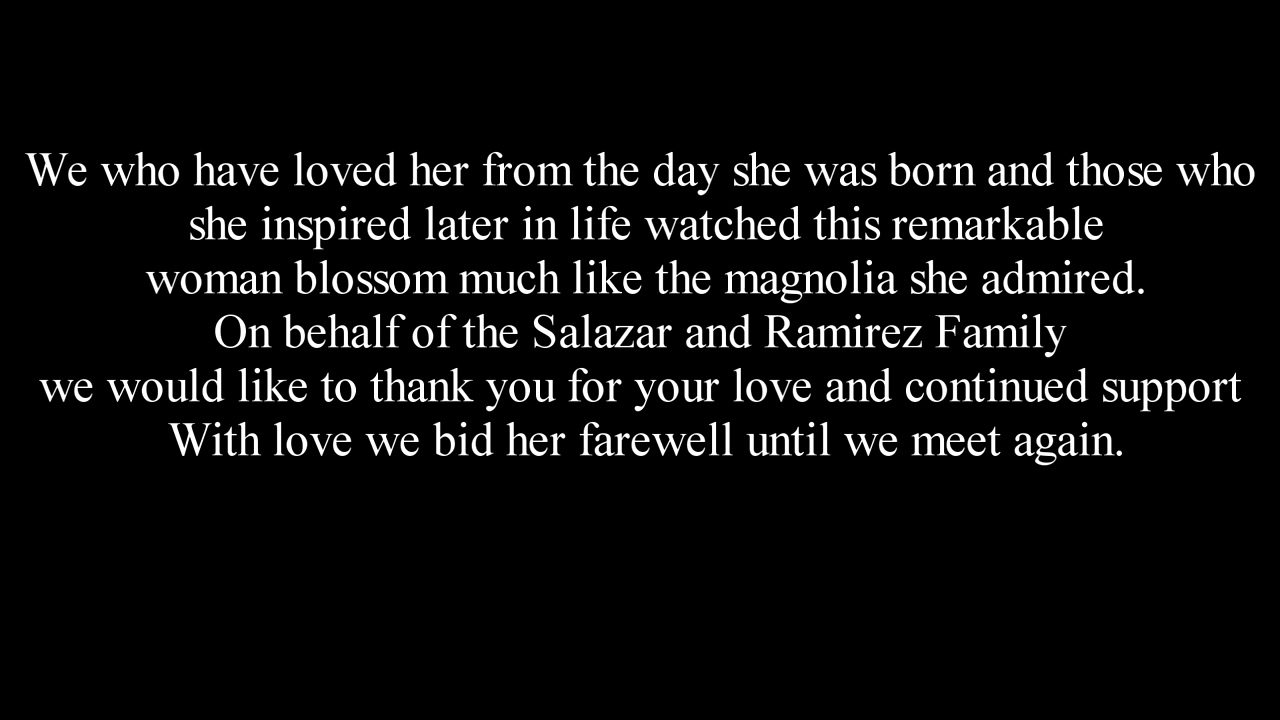 We who have loved her from the day she was born and those who
she inspired later in life watched this remarkable
woman blossom much like the magnolia she admired.
On behalf of the Salazar and Ramirez Family
we would like to thank you for your love and continued support
With love we bid her farewell until we meet again.